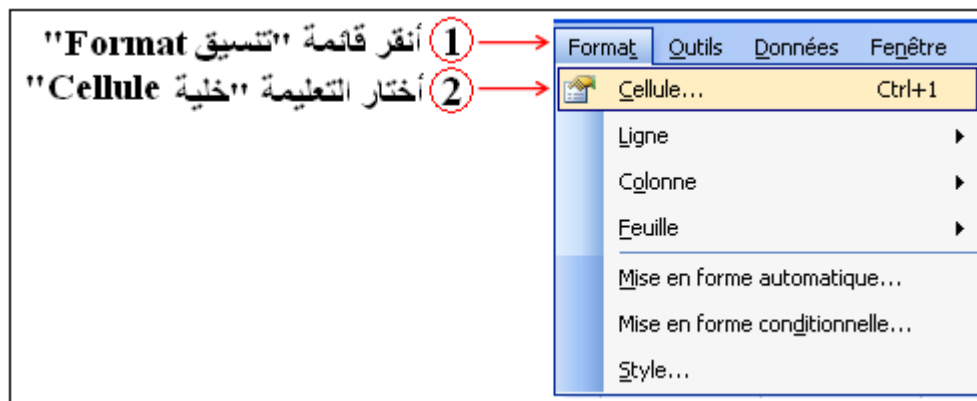 ① أنقر قائمة "تنسيق Format"
② أختار التعليمة "خلية Cellule"
Format Outils Données Fenêtre
Cellule... Ctrl+1
Ligne
Colonne
Feuille
Mise en forme automatique...
Mise en forme conditionnelle...
Style...